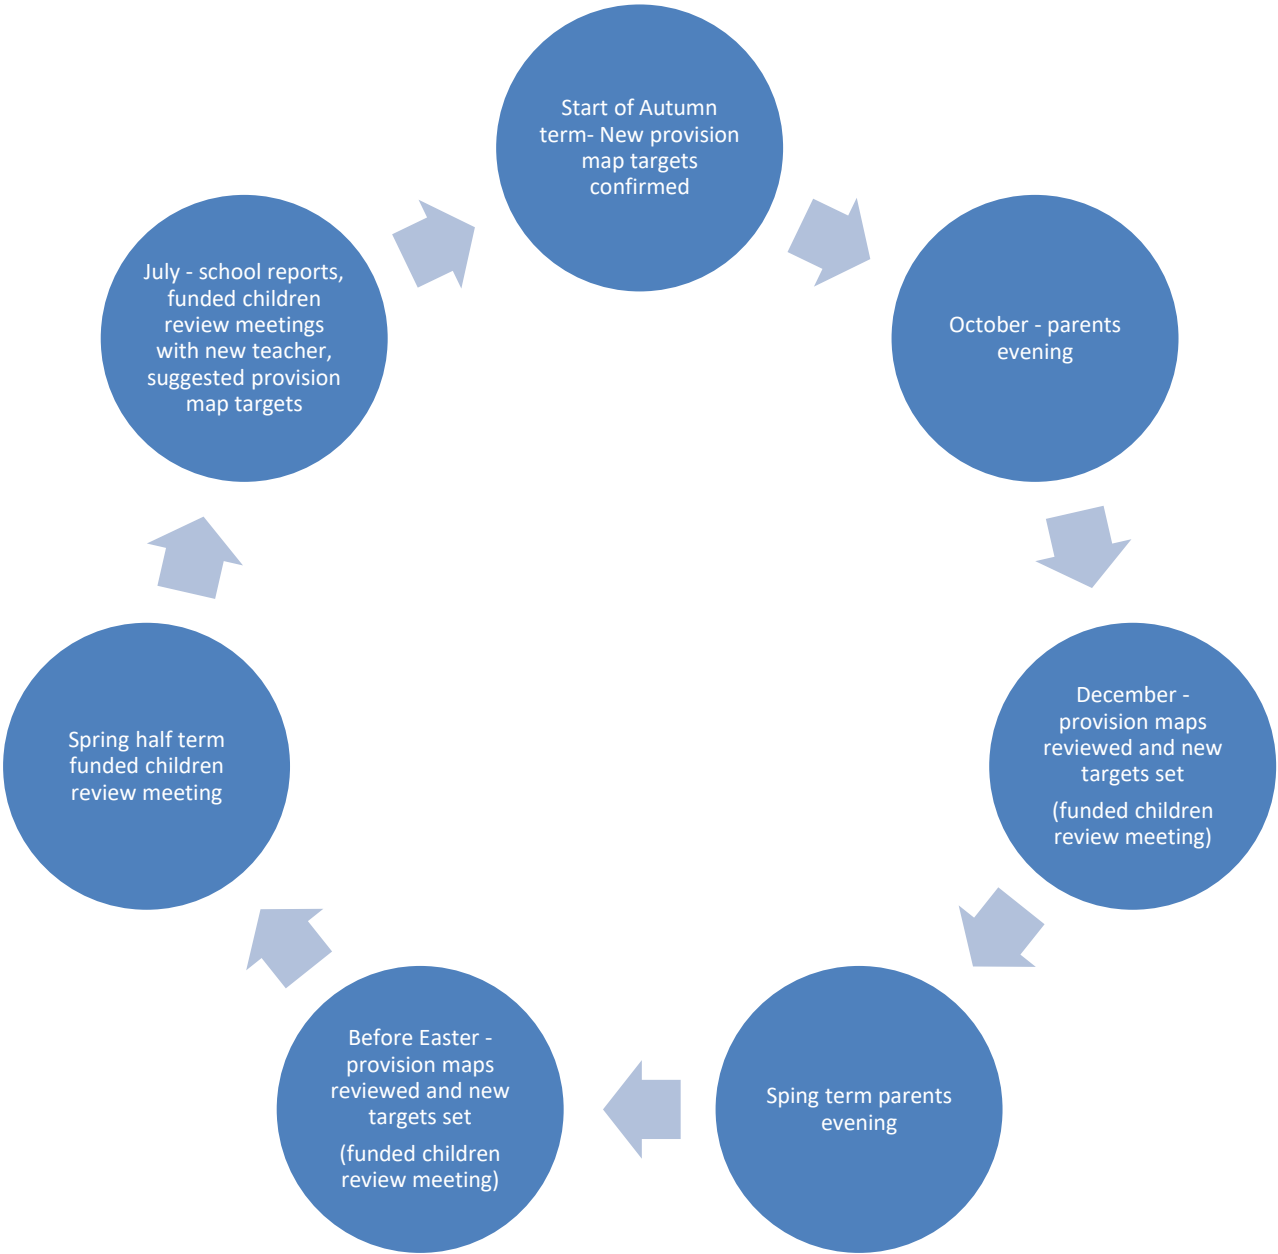 Start of Autumn
term- New provision
map targets
confirmed
October - parents
evening
December -
provision maps
reviewed and new
targets set
(funded children
review meeting)
Sping term parents
evening
Before Easter -
provision maps
reviewed and new
targets set
(funded children
review meeting)
Spring half term
funded children
review meeting
July - school reports,
funded children
review meetings
with new teacher,
suggested provision
map targets